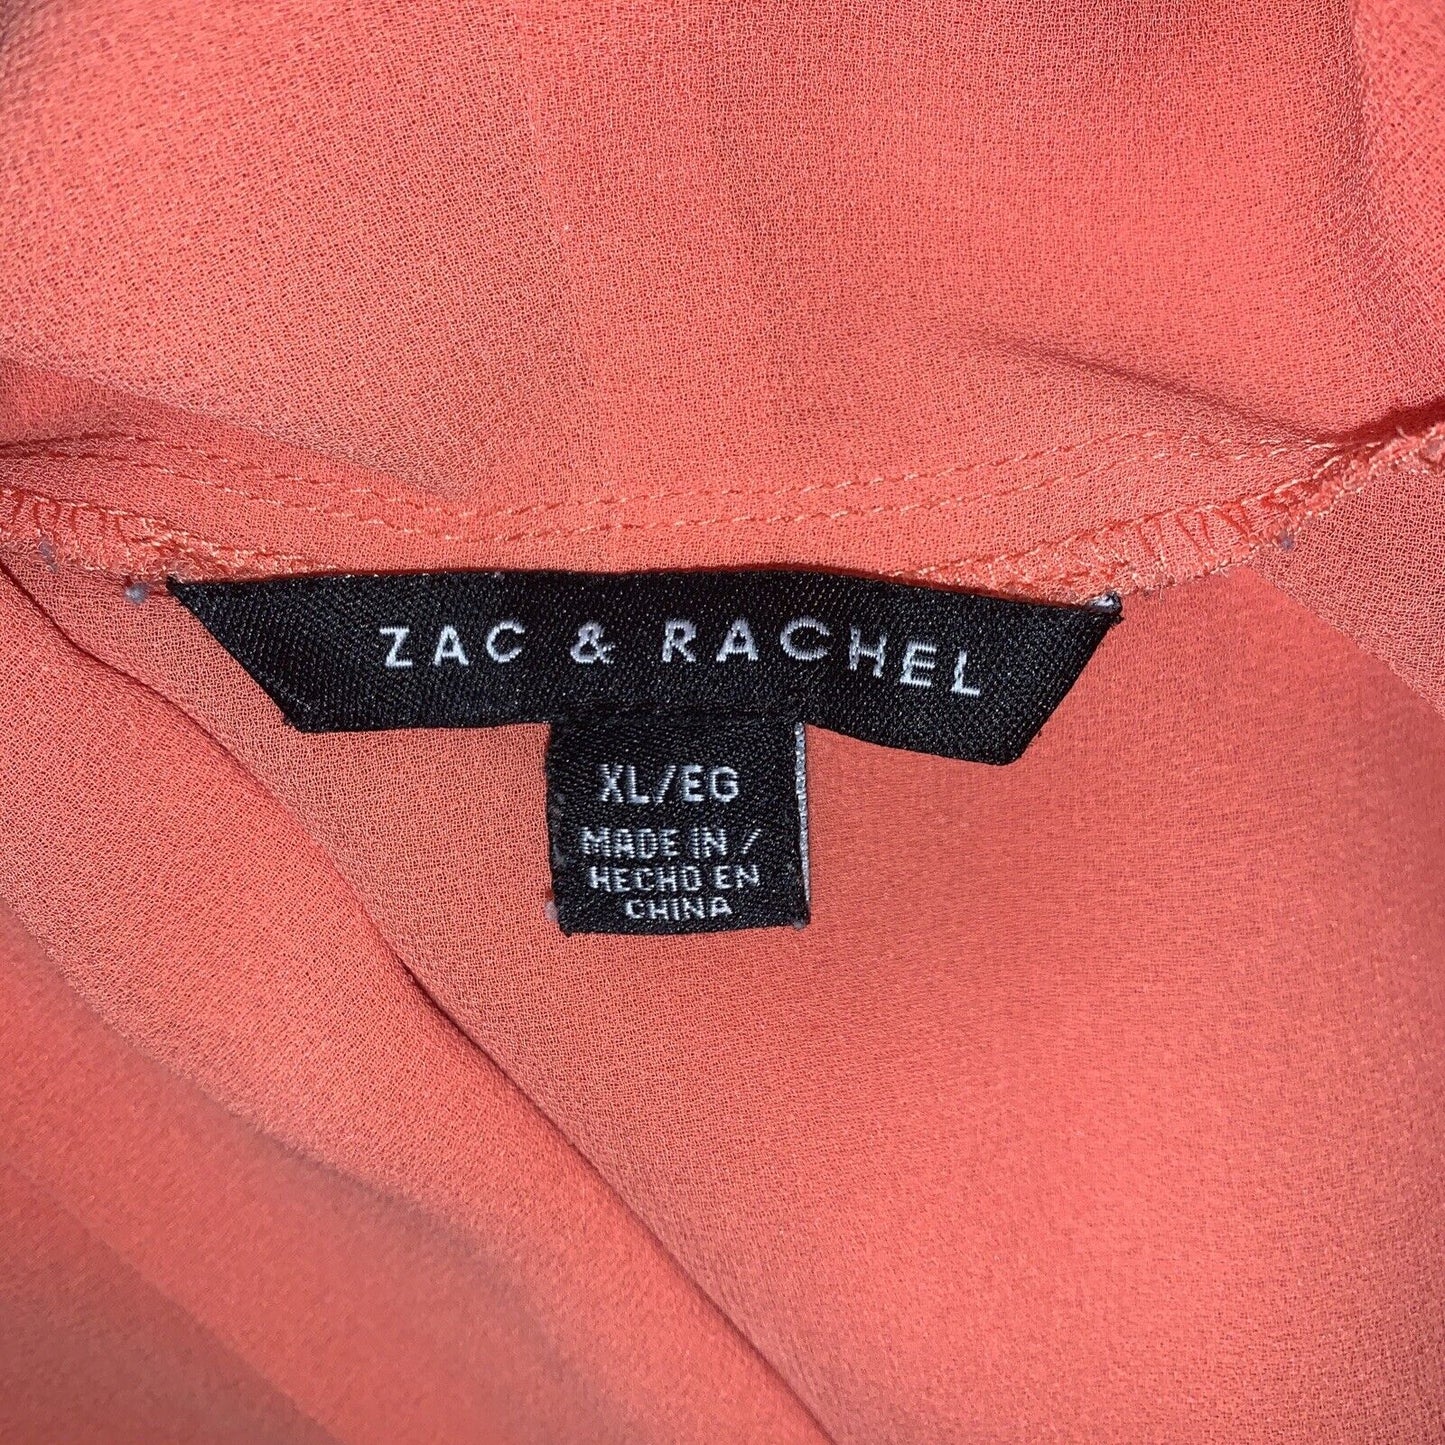 ZAC & RACHEL
XL/EG
MADE IN /
HECHO EN
CHINA